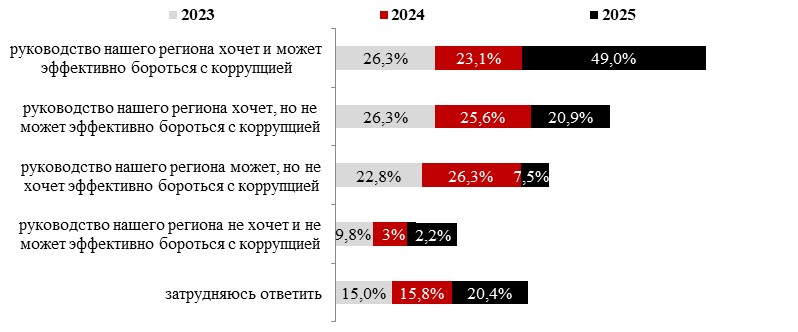 2023 2024 2025
руководство нашего региона хочет и может
эффективно бороться с коррупцией
26,3% 23,1% 49,0%
руководство нашего региона хочет, но не
может эффективно бороться с коррупцией
26,3% 25,6% 20,9%
руководство нашего региона может, но не
хочет эффективно бороться с коррупцией
22,8% 26,3% 7,5%
руководство нашего региона не хочет и не
может эффективно бороться с коррупцией
9,8% 3% 2,2%
затрудняюсь ответить
15,0% 15,8% 20,4%